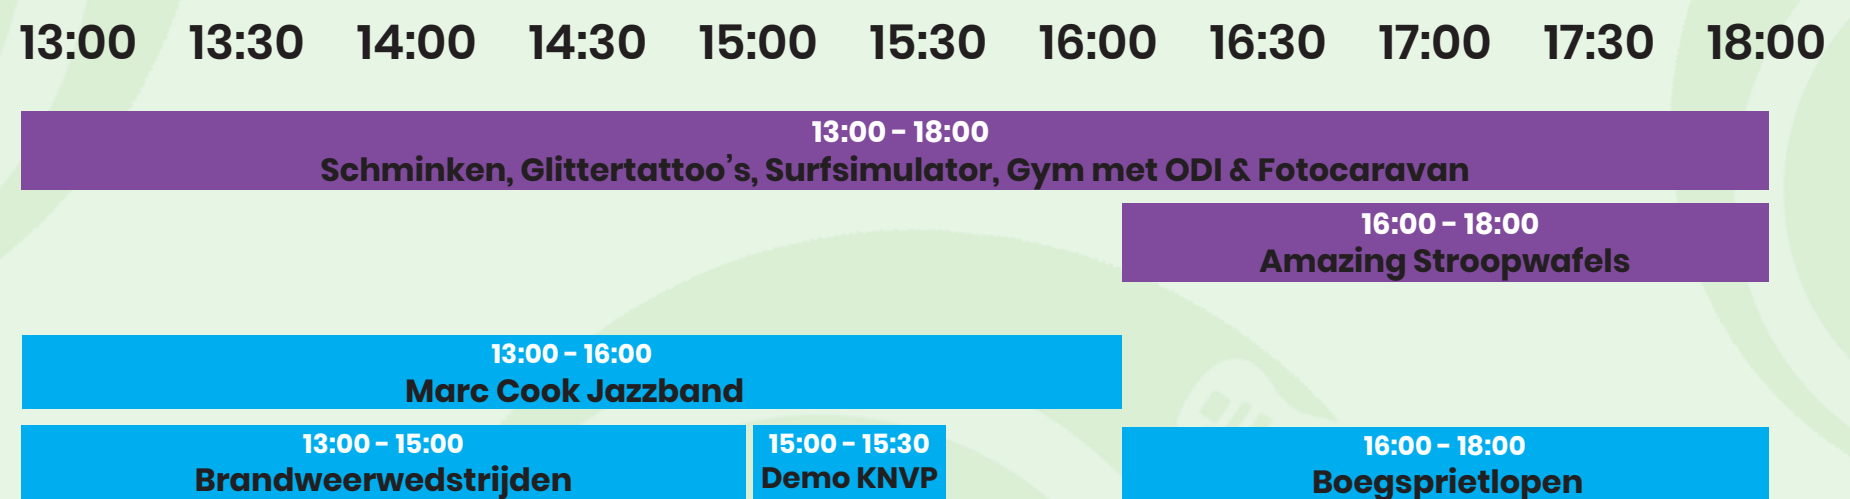 13:00 13:30 14:00 14:30 15:00 15:30 16:00 16:30 17:00 17:30 18:00
13:00 - 18:00
Schminken, Glittertattoo's, Surfsimulator, Gym met ODI & Fotocaravan
16:00 - 18:00
Amazing Stroopwafels
13:00 - 16:00
Marc Cook Jazzband
13:00 - 15:00
Brandweerwedstrijden
15:00 - 15:30
Demo KNVP
16:00 - 18:00
Boegsprietlopen